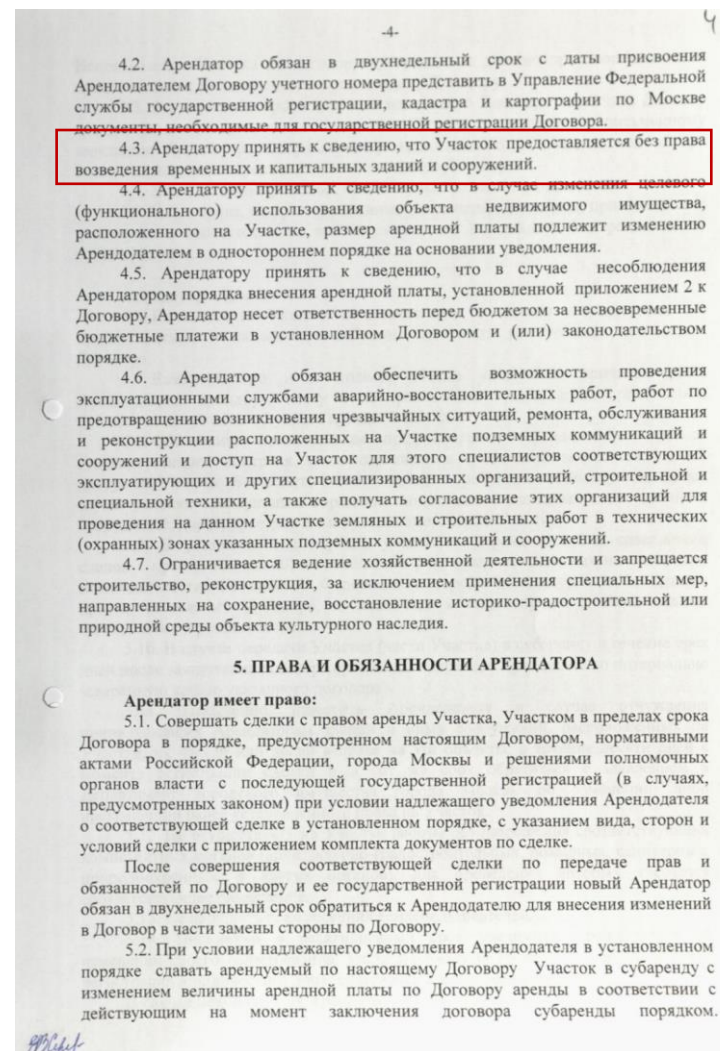 -4-
4
4.2. Арендатор обязан в двухнедельный срок с даты присвоения
Арендодателем Договору учетного номера представить в Управление Федеральной
службы государственной регистрации, кадастра и картографии по Москве
документы, необходимые для государственной регистрации Договора.
4.3. Арендатору принять к сведению, что Участок предоставляется без права
возведения временных и капитальных зданий и сооружений.
4.4. Арендатору принять к сведению, что в случае изменения целевого
(функционального) использования объекта недвижимого имущества,
расположенного на Участке, размер арендной платы подлежит изменению
Арендодателем в одностороннем порядке на основании уведомления.
4.5. Арендатору принять к сведению, что в случае несоблюдения
Арендатором порядка внесения арендной платы, установленной приложением 2 к
Договору, Арендатор несет ответственность перед бюджетом за несвоевременные
бюджетные платежи в установленном Договором и (или) законодательством
порядке.
4.6. Арендатор обязан обеспечить возможность проведения
эксплуатационными службами аварийно-восстановительных работ, работ по
предотвращению возникновения чрезвычайных ситуаций, ремонта, обслуживания
и реконструкции расположенных на Участке подземных коммуникаций и
сооружений и доступ на Участок для этого специалистов соответствующих
эксплуатирующих и других специализированных организаций, строительной и
специальной техники, а также получать согласование этих организаций для
проведения на данном Участке земляных и строительных работ в технических
(охранных) зонах указанных подземных коммуникаций и сооружений.
4.7. Ограничивается ведение хозяйственной деятельности и запрещается
строительство, реконструкция, за исключением применения специальных мер,
направленных на сохранение, восстановление историко-градостроительной или
природной среды объекта культурного наследия.
5. ПРАВА И ОБЯЗАННОСТИ АРЕНДАТОРА
Арендатор имеет право:
5.1. Совершать сделки с правом аренды Участка, Участком в пределах срока
Договора в порядке, предусмотренном настоящим Договором, нормативными
актами Российской Федерации, города Москвы и решениями полномочных
органов власти с последующей государственной регистрацией (в случаях,
предусмотренных законом) при условии надлежащего уведомления Арендодателя
о соответствующей сделке в установленном порядке, с указанием вида, сторон и
условий сделки с приложением комплекта документов по сделке.
После совершения соответствующей сделки по передаче прав и
обязанностей по Договору и ее государственной регистрации новый Арендатор
обязан в двухнедельный срок обратиться к Арендодателю для внесения изменений
в Договор в части замены стороны по Договору.
5.2. При условии надлежащего уведомления Арендодателя в установленном
порядке сдавать арендуемый по настоящему Договору Участок в субаренду с
изменением величины арендной платы по Договору аренды в соответствии с
действующим на момент заключения договора субаренды порядком.